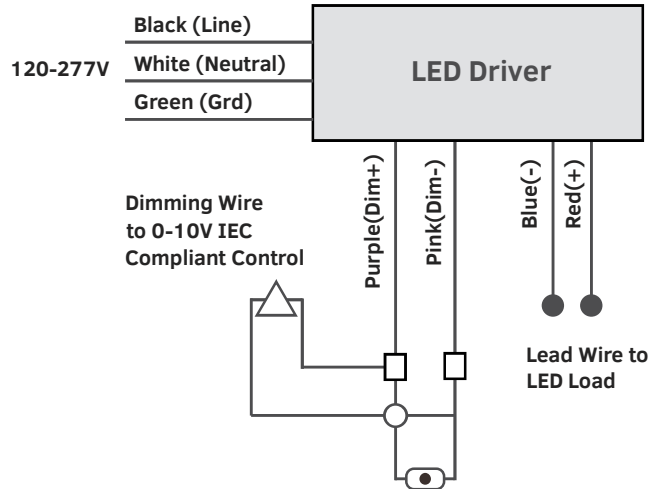 Black (Line)
120-277V
White (Neutral)
Green (Grd)
LED Driver
Purple(Dim+)
Pink(Dim-)
Blue(-)
Red(+)
Dimming Wire
to 0-10V IEC
Compliant Control
Lead Wire to
LED Load